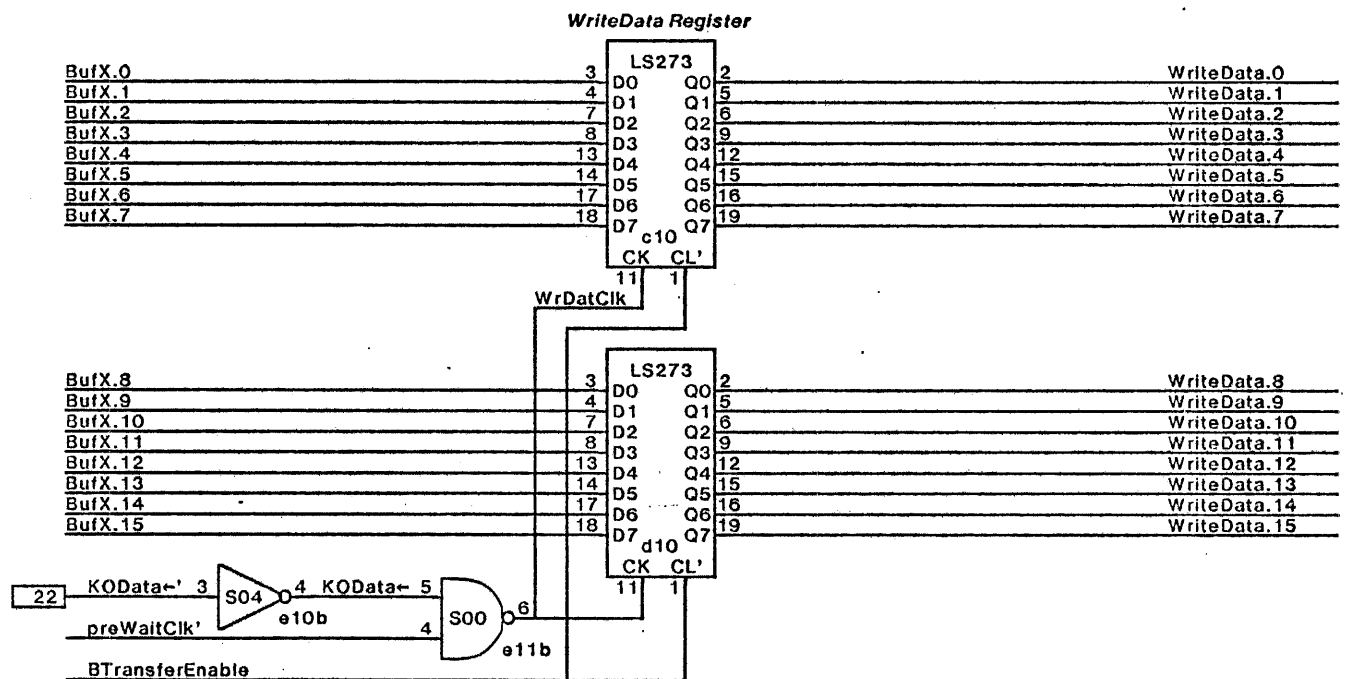 WriteData Register
LS273
BufX.0 3 D0 Q0 2 WriteData.0
BufX.1 4 D1 Q1 5 WriteData.1
BufX.2 7 D2 Q2 6 WriteData.2
BufX.3 8 D3 Q3 9 WriteData.3
BufX.4 13 D4 Q4 12 WriteData.4
BufX.5 14 D5 Q5 15 WriteData.5
BufX.6 17 D6 Q6 16 WriteData.6
BufX.7 18 D7 Q7 19 WriteData.7
c10
CK CL'
11 1
WrDatClk
LS273
BufX.8 3 D0 Q0 2 WriteData.8
BufX.9 4 D1 Q1 5 WriteData.9
BufX.10 7 D2 Q2 6 WriteData.10
BufX.11 8 D3 Q3 9 WriteData.11
BufX.12 13 D4 Q4 12 WriteData.12
BufX.13 14 D5 Q5 15 WriteData.13
BufX.14 17 D6 Q6 16 WriteData.14
BufX.15 18 D7 Q7 19 WriteData.15
d10
CK CL'
11 1
22 KOData←' 3 S04 4 KOData← 5 S00 6
e10b
preWaitClk' 4
e11b
BTransferEnable